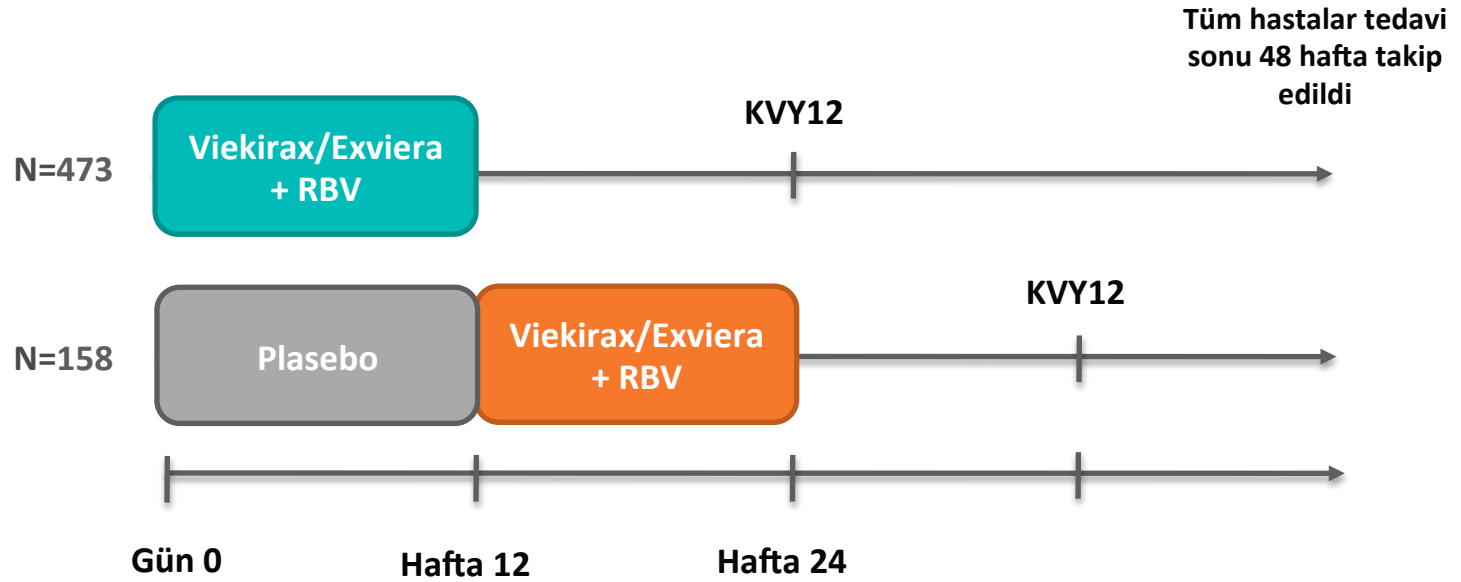 Tüm hastalar tedavi
sonu 48 hafta takip
edildi
KVY12
N=473
Viekirax/Exviera
+ RBV
KVY12
N=158
Plasebo
Viekirax/Exviera
+ RBV
Gün 0
Hafta 12
Hafta 24